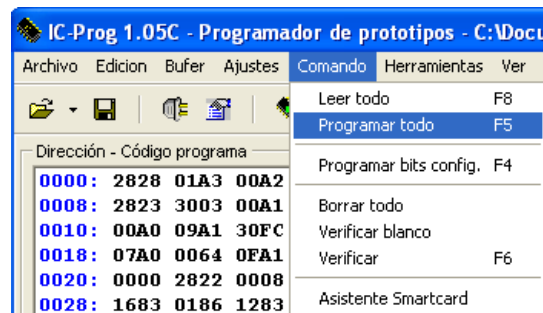 IC-Prog 1.05C - Programador de prototipos - C:\Docu
Archivo Edicion Bufer Ajustes Comando Herramientas Ver
Leer todo F8
Programar todo F5
Programar bits config. F4
Borrar todo
Verificar blanco
Verificar F6
Asistente Smartcard
Dirección - Código programa
0000: 2828 01A3 00A2
0008: 2823 3003 00A1
0010: 00A0 09A1 30FC
0018: 07A0 0064 0FA1
0020: 0000 2822 0008
0028: 1683 0186 1283